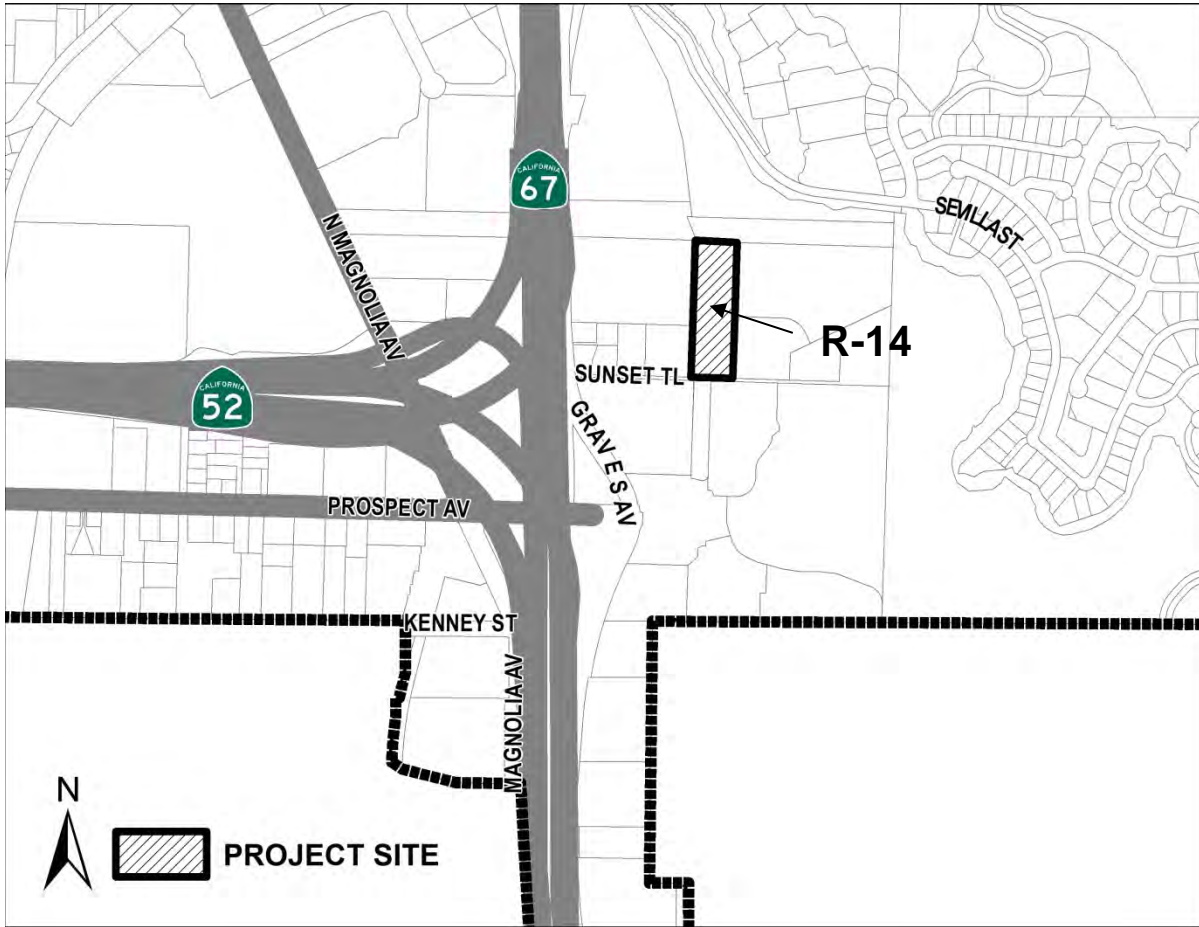 CALIFORNIA
67
SEVILLA ST
N MAGNOLIA AV
R-14
SUNSET TL
CALIFORNIA
52
GRAVES AV
PROSPECT AV
KENNEY ST
MAGNOLIA AV
N
PROJECT SITE